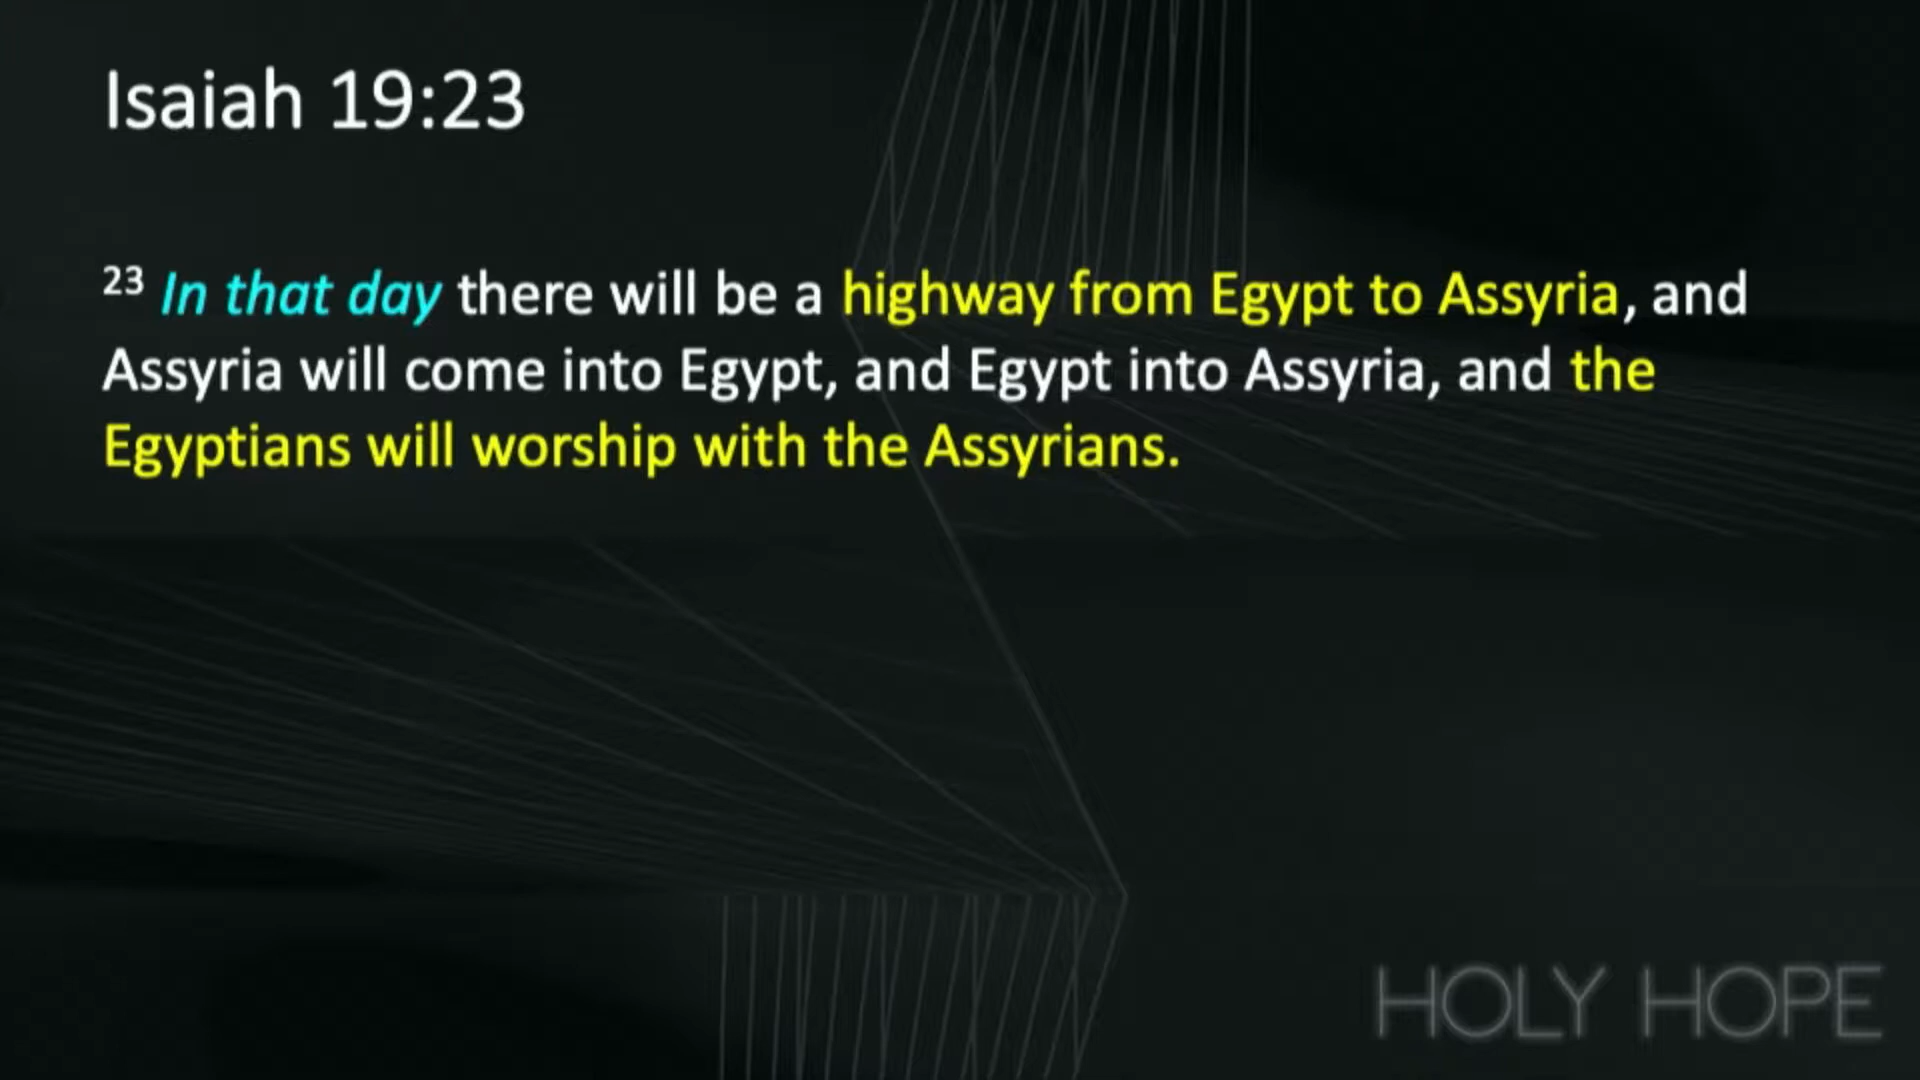 Isaiah 19:23
23 In that day there will be a highway from Egypt to Assyria, and
Assyria will come into Egypt, and Egypt into Assyria, and the
Egyptians will worship with the Assyrians.
HOLY HOPE